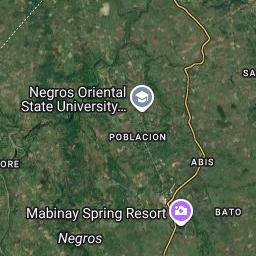 SA
Negros Oriental
State University...
POBLACION
ORE
ABIS
Mabinay Spring Resort
BATO
Negros